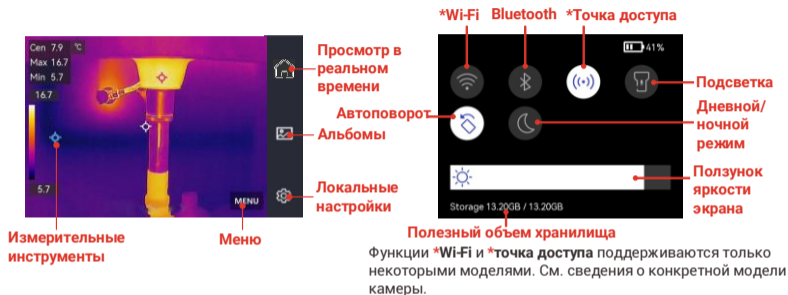 *Wi-Fi
Bluetooth
*Точка доступа
Cen 7.9 ℃
Max 16.7
Min 5.7
16.7
5.7
MENU
Просмотр в
реальном
времени
Альбомы
Локальные
настройки
Измерительные
инструменты
Меню
41%
Автоповорот
Подсветка
Дневной/
ночной
режим
Ползунок
яркости
экрана
Storage 13.20GB / 13.20GB
Полезный объем хранилища
Функции *Wi-Fi и *точка доступа поддерживаются только
некоторыми моделями. См. сведения о конкретной модели
камеры.